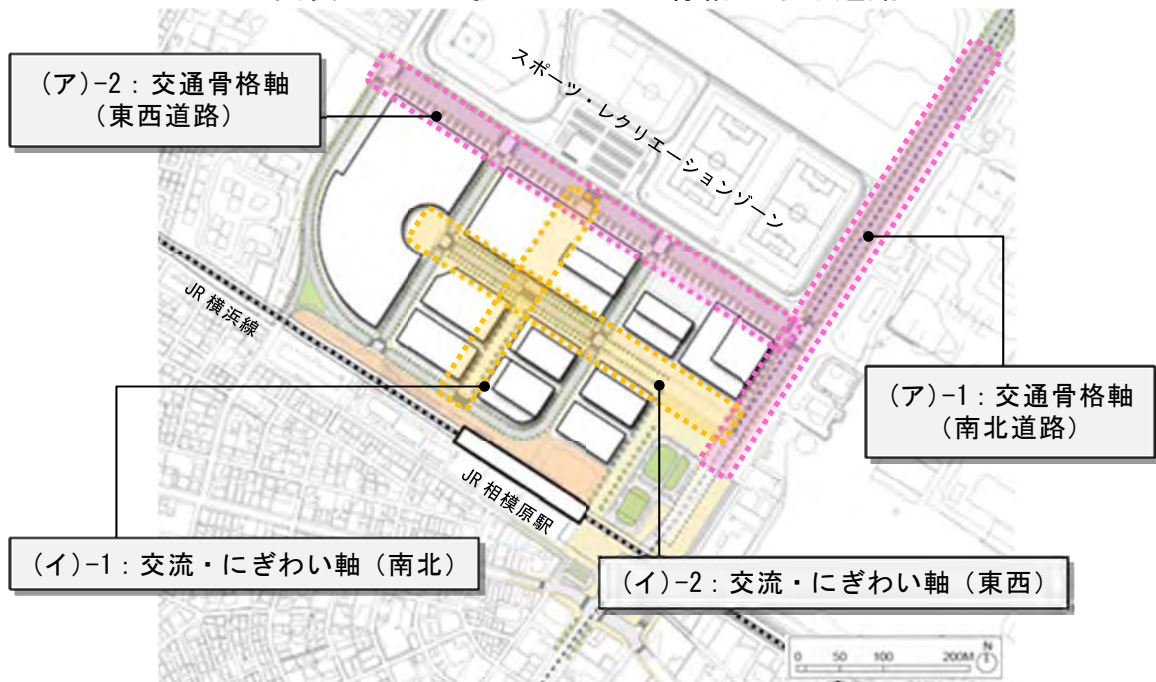 (ア)-2：交通骨格軸
（東西道路）
スポーツ・レクリエーションゾーン
JR 横浜線
(ア)-1：交通骨格軸
（南北道路）
JR 相模原駅
(イ)-1：交流・にぎわい軸（南北）
(イ)-2：交流・にぎわい軸（東西）
0 50 100 200M
N